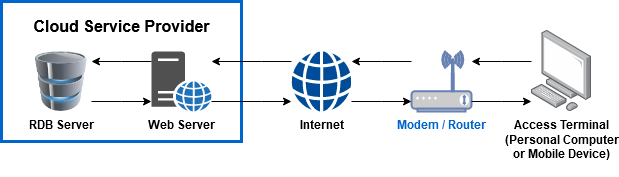 Cloud Service Provider
RDB Server
Web Server
Internet
Modem / Router
Access Terminal
(Personal Computer
or Mobile Device)